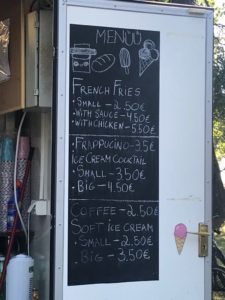 MENÜÜ
FRENCH FRIES
• SMALL - 2.50€
• WITH SAUCE - 4.50€
• WITH CHICKEN - 5.50€
• FRAPPUCINO - 3.5€
ICE CREAM COCKTAIL
• SMALL - 3.50€
• BIG - 4.50€
COFFEE - 2.50€
SOFT ICE CREAM
• SMALL - 2.50€
• BIG - 3.50€